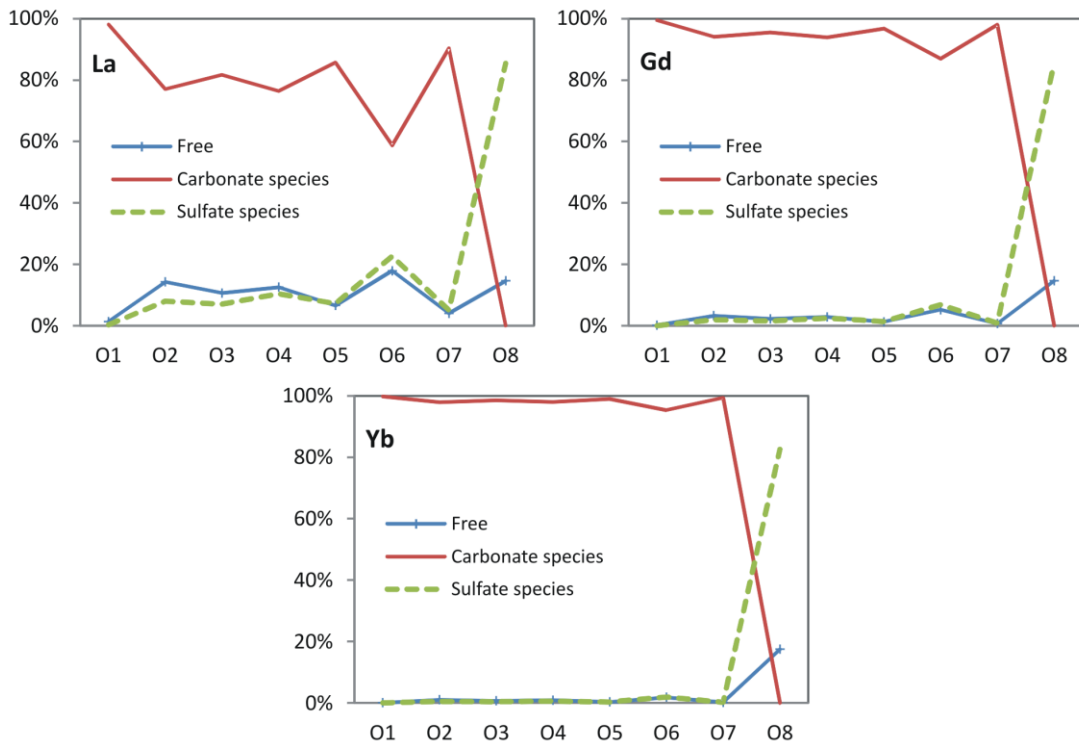 100%
80%
60%
40%
20%
0%
La
Free
Carbonate species
Sulfate species
O1 O2 O3 O4 O5 O6 O7 O8
100%
80%
60%
40%
20%
0%
Gd
Free
Carbonate species
Sulfate species
O1 O2 O3 O4 O5 O6 O7 O8
100%
80%
60%
40%
20%
0%
Yb
Free
Carbonate species
Sulfate species
O1 O2 O3 O4 O5 O6 O7 O8